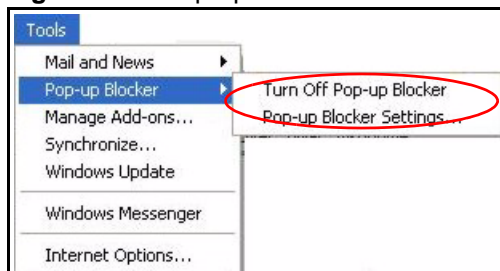 Tools
Mail and News
Pop-up Blocker
Turn Off Pop-up Blocker
Manage Add-ons...
Pop-up Blocker Settings...
Synchronize...
Windows Update
Windows Messenger
Internet Options...